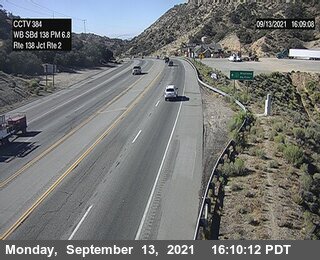 CCTV 384
WB SBd 138 PM 6.8
Rte 138 Jct Rte 2
09/13/2021 16:09:08
Monday, September 13, 2021 16:10:12 PDT